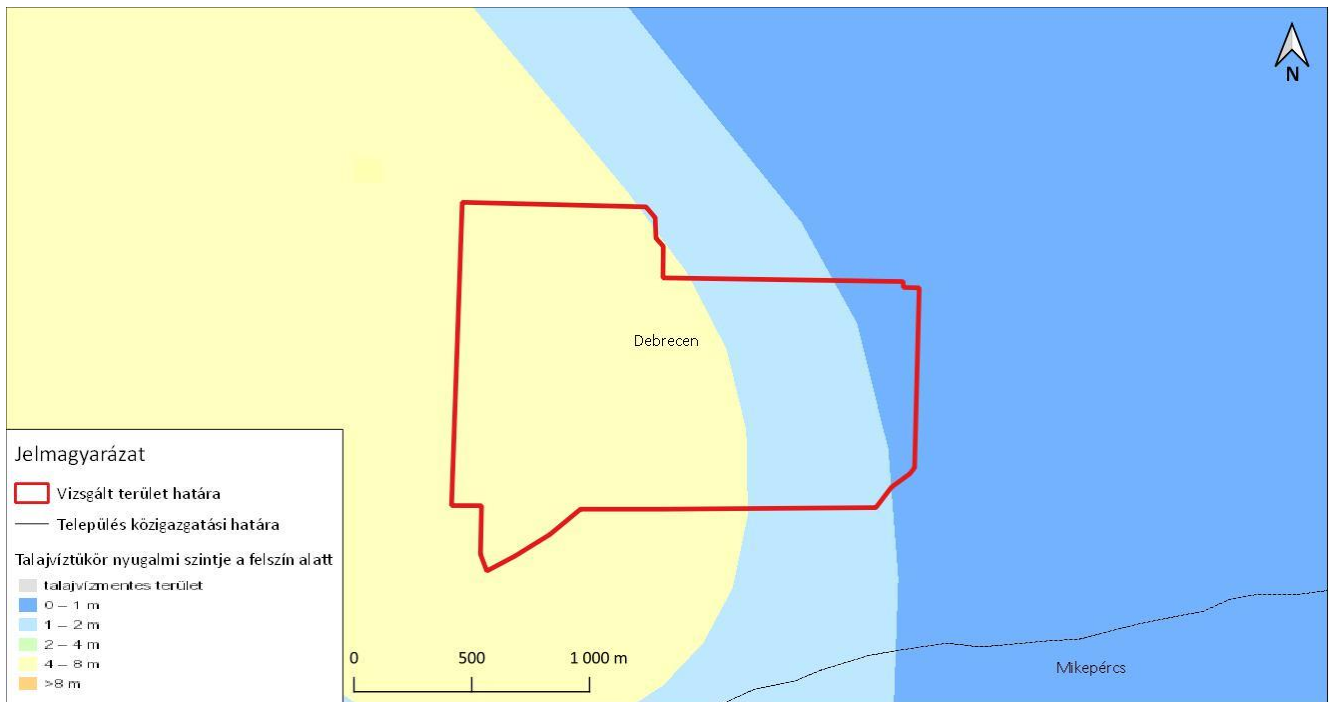 N
Debrecen
Jelmagyarázat
Vizsgált terület határa
Település közigazgatási határa
Talajvíztükör nyugalmi szintje a felszín alatt
talajvízmentes terület
0 – 1 m
1 – 2 m
2 – 4 m
4 – 8 m
>8 m
0 500 1 000 m
Mikepércs